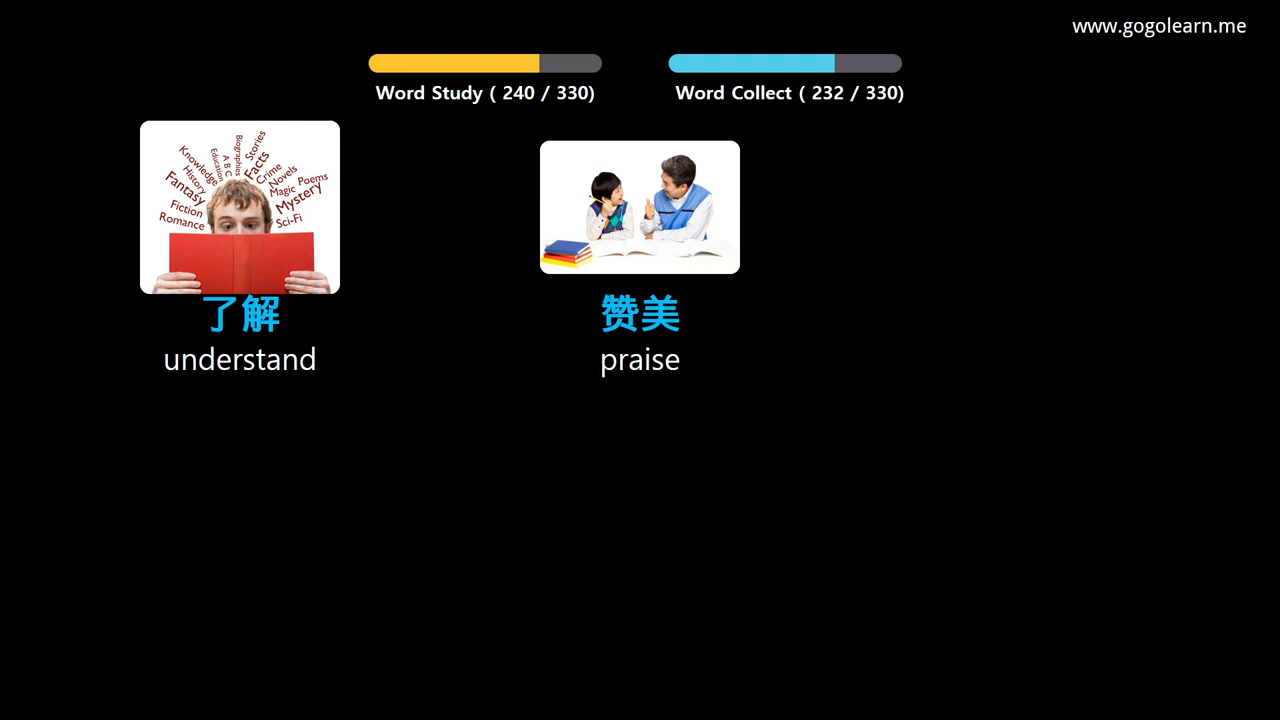 www.gogolearn.me
Word Study ( 240 / 330)
Word Collect ( 232 / 330)
Biographies
Stories
Education
A B C
Facts
Knowledge
Crime
History
Novels
Fantasy
Magic
Poems
Mystery
Fiction
Romance
Sci-Fi
了解
understand
赞美
praise